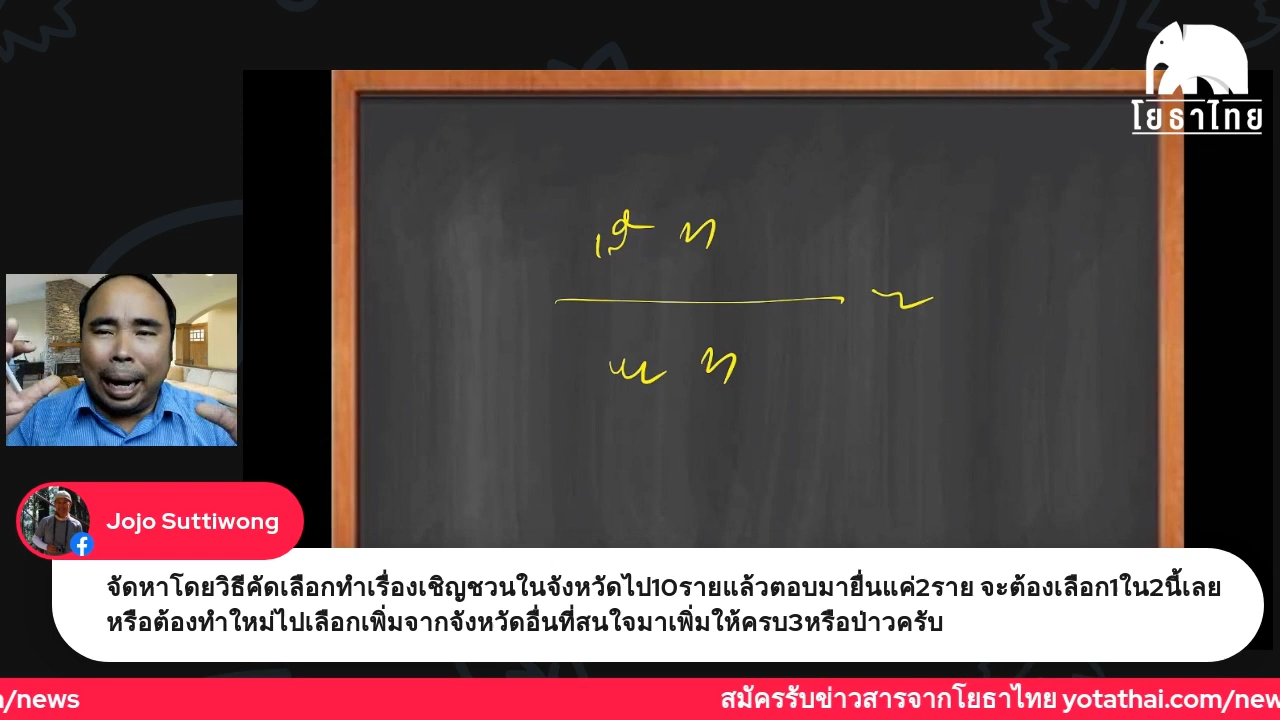 โยธาไทย
Jojo Suttiwong
จัดหาโดยวิธีคัดเลือกทำเรื่องเชิญชวนในจังหวัดไป10รายแล้วตอบมายื่นแค่2ราย จะต้องเลือก1ใน2นี้เลย
หรือต้องทำใหม่ไปเลือกเพิ่มจากจังหวัดอื่นที่สนใจมาเพิ่มให้ครบ3หรือป่าวครับ
/news สมัครรับข่าวสารจากโยธาไทย yotathai.com/new